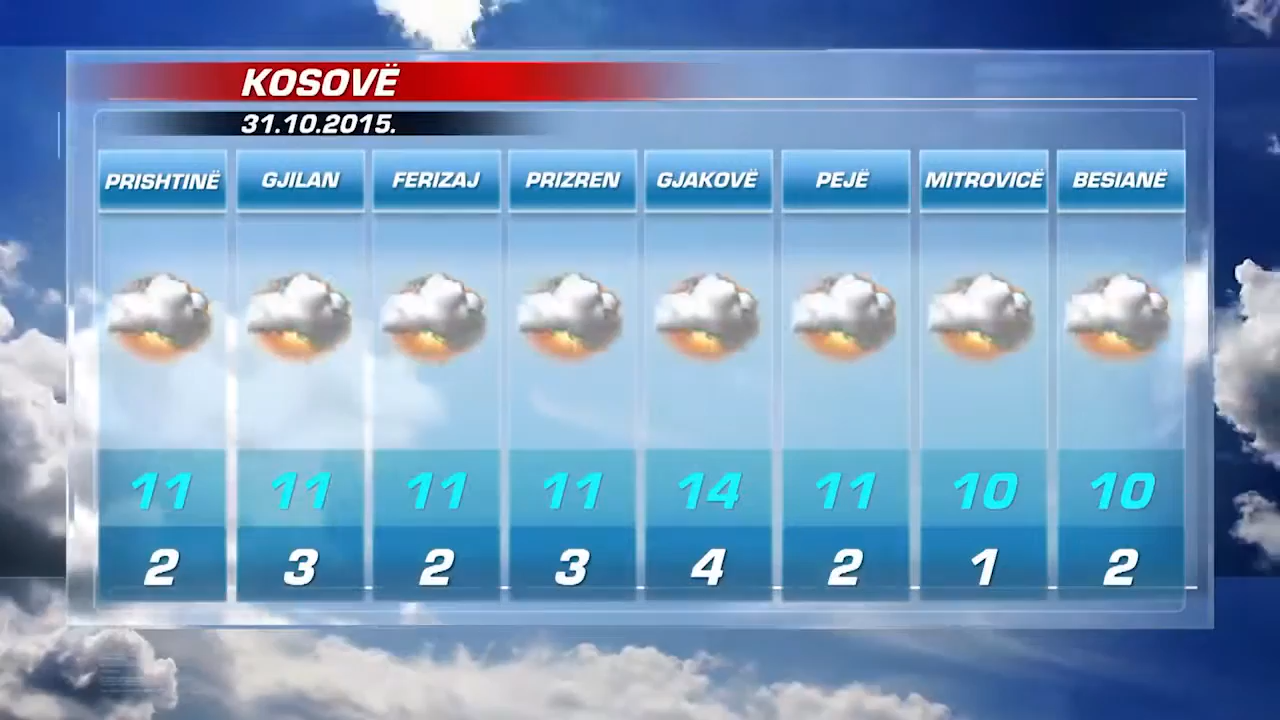 KOSOVË
31.10.2015.
PRISHTINË GJILAN FERIZAJ PRIZREN GJAKOVË PEJË MITROVICË BESIANË
11 11 11 11 14 11 10 10
2 3 2 3 4 2 1 2